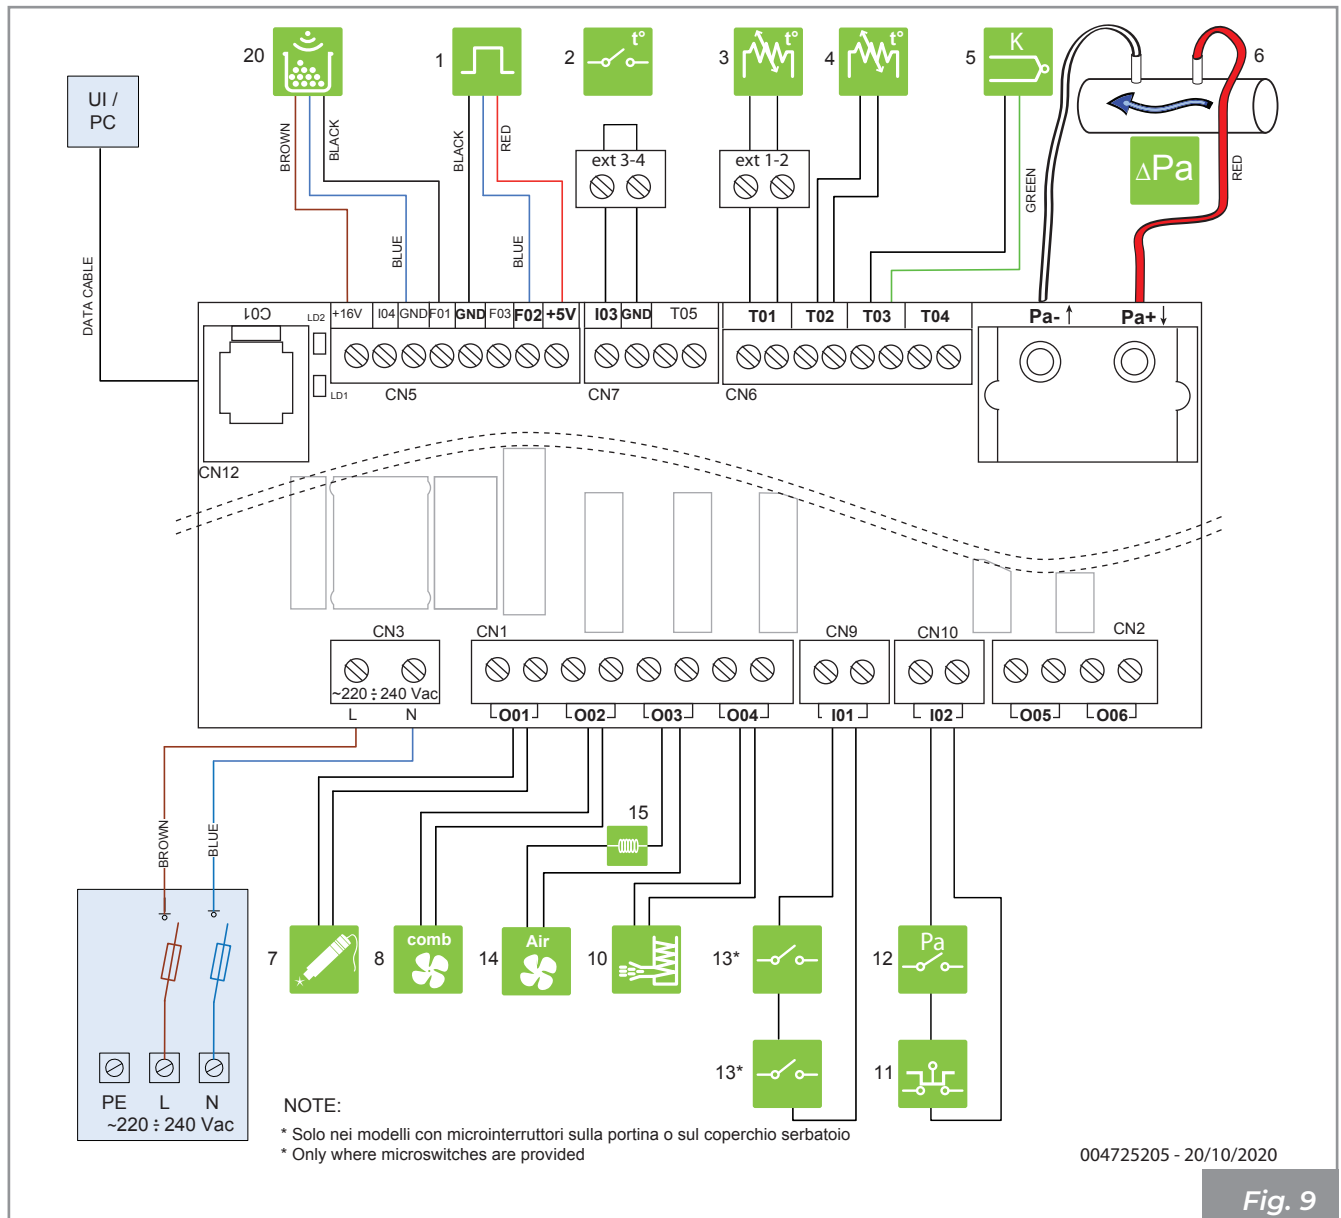 20
1
2
t°
3
t°
4
t°
5
K
6
UI /
PC
DATA CABLE
BROWN
BLACK
BLUE
BLACK
RED
BLUE
ext 3-4
ext 1-2
GREEN
RED
ΔPa
C01
LD2
LD1
+16V I04 GND F01 GND F03 F02 +5V
I03 GND T05
T01 T02 T03 T04
Pa- ↑ Pa+ ↓
CN5
CN7
CN6
CN12
CN3
CN1
CN9
CN10
CN2
~220 ÷ 240 Vac
L N
O01 O02 O03 O04
I01
I02
O05 O06
BROWN
BLUE
15
7
8
comb
14
Air
10
13*
12
Pa
13*
11
PE L N
~220 ÷ 240 Vac
NOTE:
* Solo nei modelli con microinterruttori sulla portina o sul coperchio serbatoio
* Only where microswitches are provided
004725205 - 20/10/2020
Fig. 9